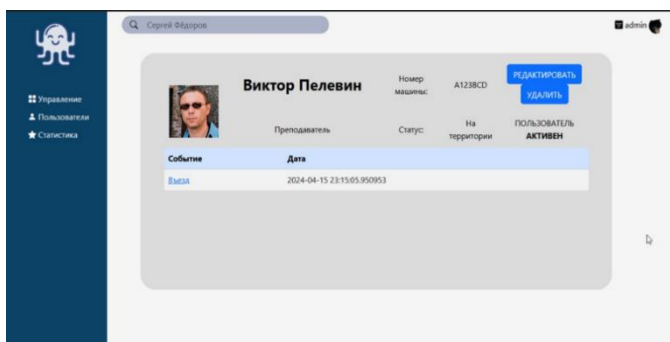 Сергей Фёдоров
admin
Управление
Пользователи
Статистика
Виктор Пелевин
Номер
машины:
A123BCD
РЕДАКТИРОВАТЬ
УДАЛИТЬ
Преподаватель
Статус:
На
территории
ПОЛЬЗОВАТЕЛЬ
АКТИВЕН
Событие Дата
Въезд 2024-04-15 23:15:05.950953